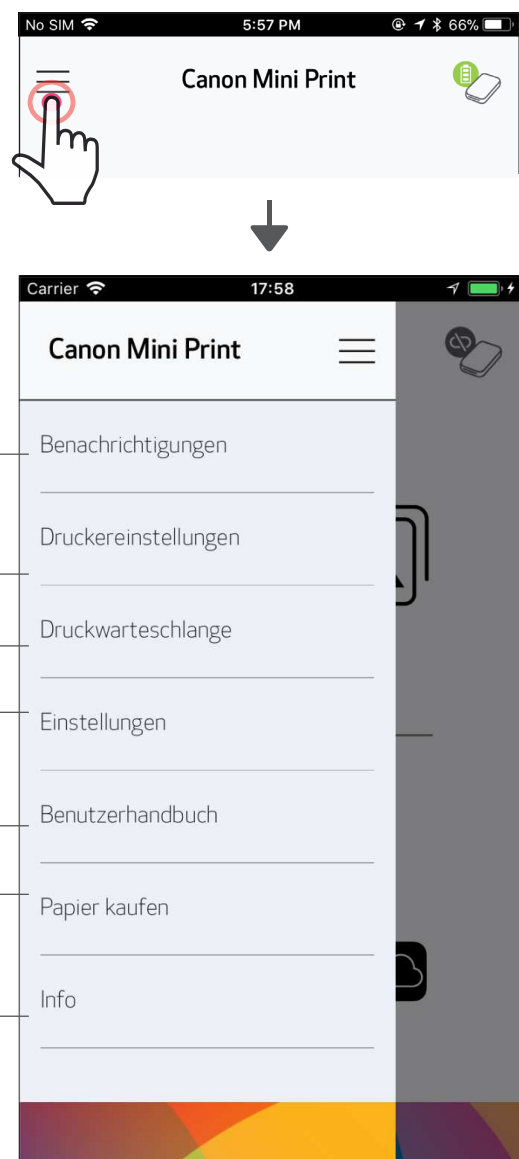 No SIM 5:57 PM 66%
Canon Mini Print
Carrier 17:58
Canon Mini Print
Benachrichtigungen
Druckereinstellungen
Druckwarteschlange
Einstellungen
Benutzerhandbuch
Papier kaufen
Info